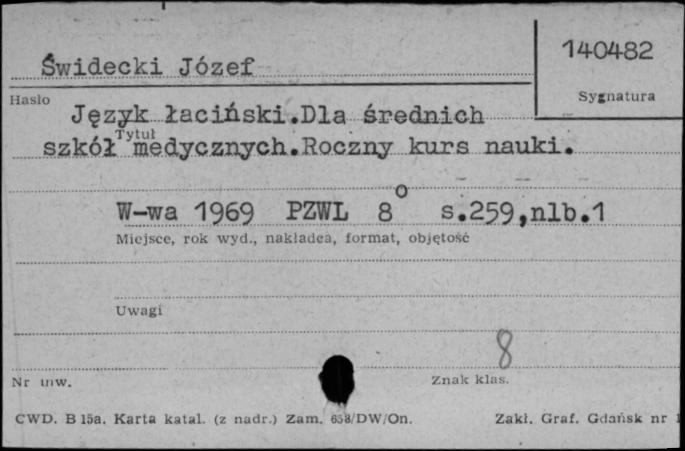 140482
Świdecki Józef
Sygnatura
Hasło
Język łaciński.Dla średnich
Tytuł
szkół medycznych.Roczny kurs nauki.
W-wa 1969 PZWL 8° s.259,nlb.1
Miejsce, rok wyd., nakładca, format, objętość
Uwagi
8
Nr inw.
Znak klas.
CWD. B 15a. Karta katal. (z nadr.) Zam. 658/DW/On.
Zakł. Graf. Gdańsk nr 1